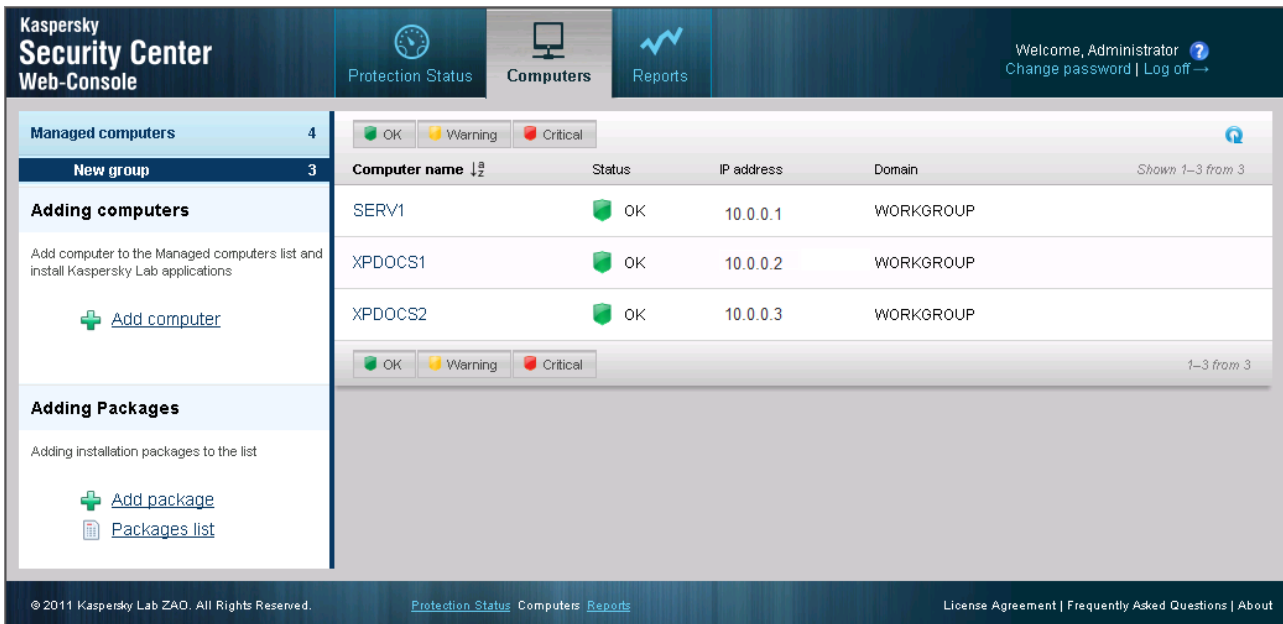 Kaspersky
Security Center
Web-Console
Protection Status
Computers
Reports
Welcome, Administrator ?
Change password | Log off →
Managed computers 4
New group 3
Adding computers
Add computer to the Managed computers list and
install Kaspersky Lab applications
Add computer
Adding Packages
Adding installation packages to the list
Add package
Packages list
OK Warning Critical
Computer name ↓a z Status IP address Domain Shown 1–3 from 3
SERV1 OK 10.0.0.1 WORKGROUP
XPDOCS1 OK 10.0.0.2 WORKGROUP
XPDOCS2 OK 10.0.0.3 WORKGROUP
OK Warning Critical 1–3 from 3
© 2011 Kaspersky Lab ZAO. All Rights Reserved. Protection Status Computers Reports License Agreement | Frequently Asked Questions | About